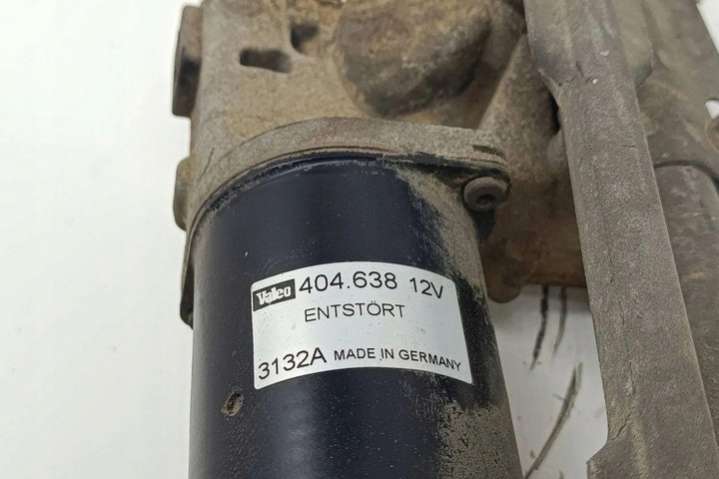 Valeo 404.638 12V
ENTSTÖRT
3132A MADE IN GERMANY